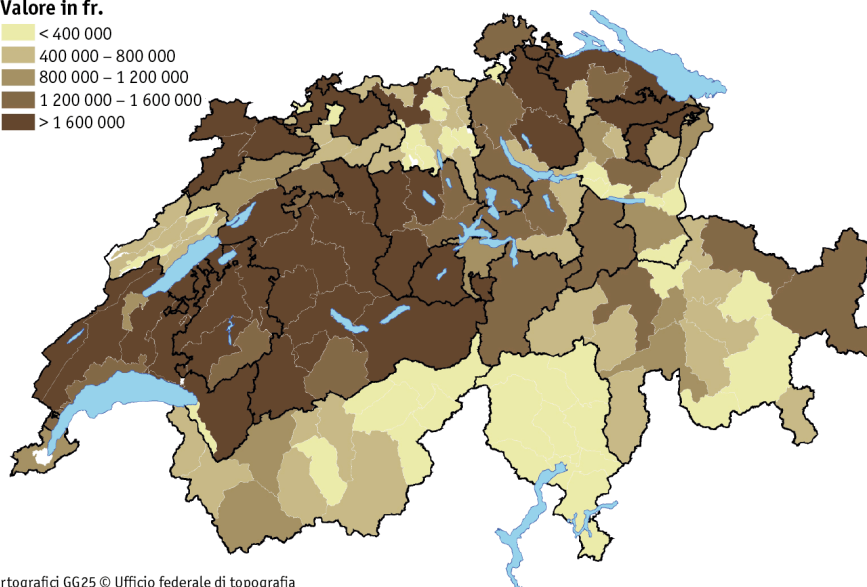 Valore in fr.
< 400 000
400 000 – 800 000
800 000 – 1 200 000
1 200 000 – 1 600 000
> 1 600 000
rtografici GG25 © Ufficio federale di topografia